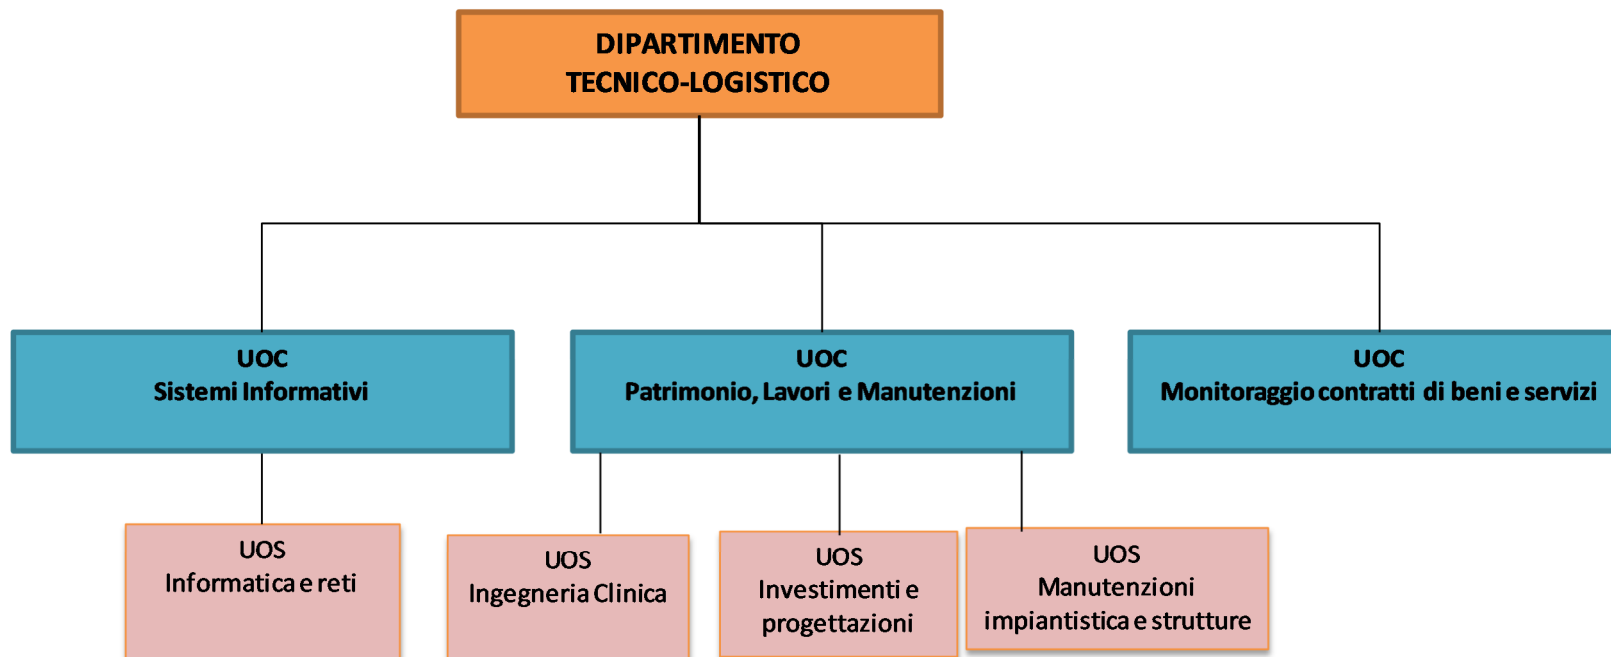 DIPARTIMENTO
TECNICO-LOGISTICO
UOC
Sistemi Informativi
UOC
Patrimonio, Lavori e Manutenzioni
UOC
Monitoraggio contratti di beni e servizi
UOS
Informatica e reti
UOS
Ingegneria Clinica
UOS
Investimenti e
progettazioni
UOS
Manutenzioni
impiantistica e strutture